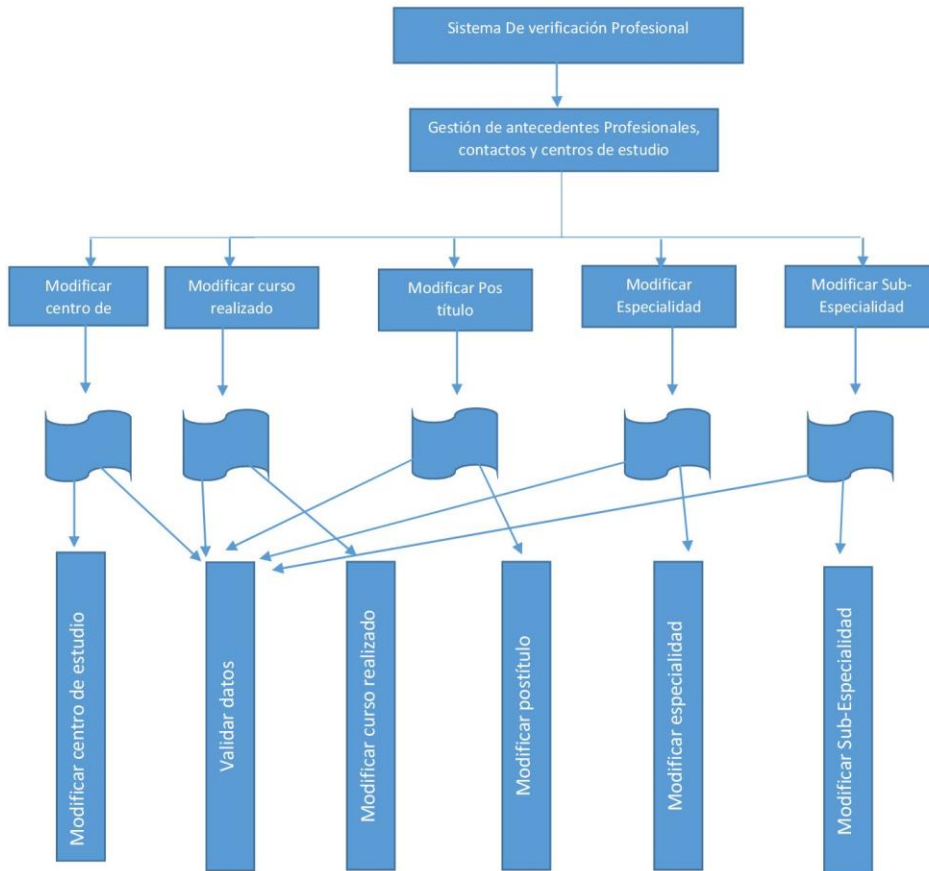 Sistema De verificación Profesional
Gestión de antecedentes Profesionales,
contactos y centros de estudio
Modificar
centro de
Modificar curso
realizado
Modificar Pos
título
Modificar
Especialidad
Modificar Sub-
Especialidad
Modificar centro de estudio
Validar datos
Modificar curso realizado
Modificar postítulo
Modificar especialidad
Modificar Sub-Especialidad